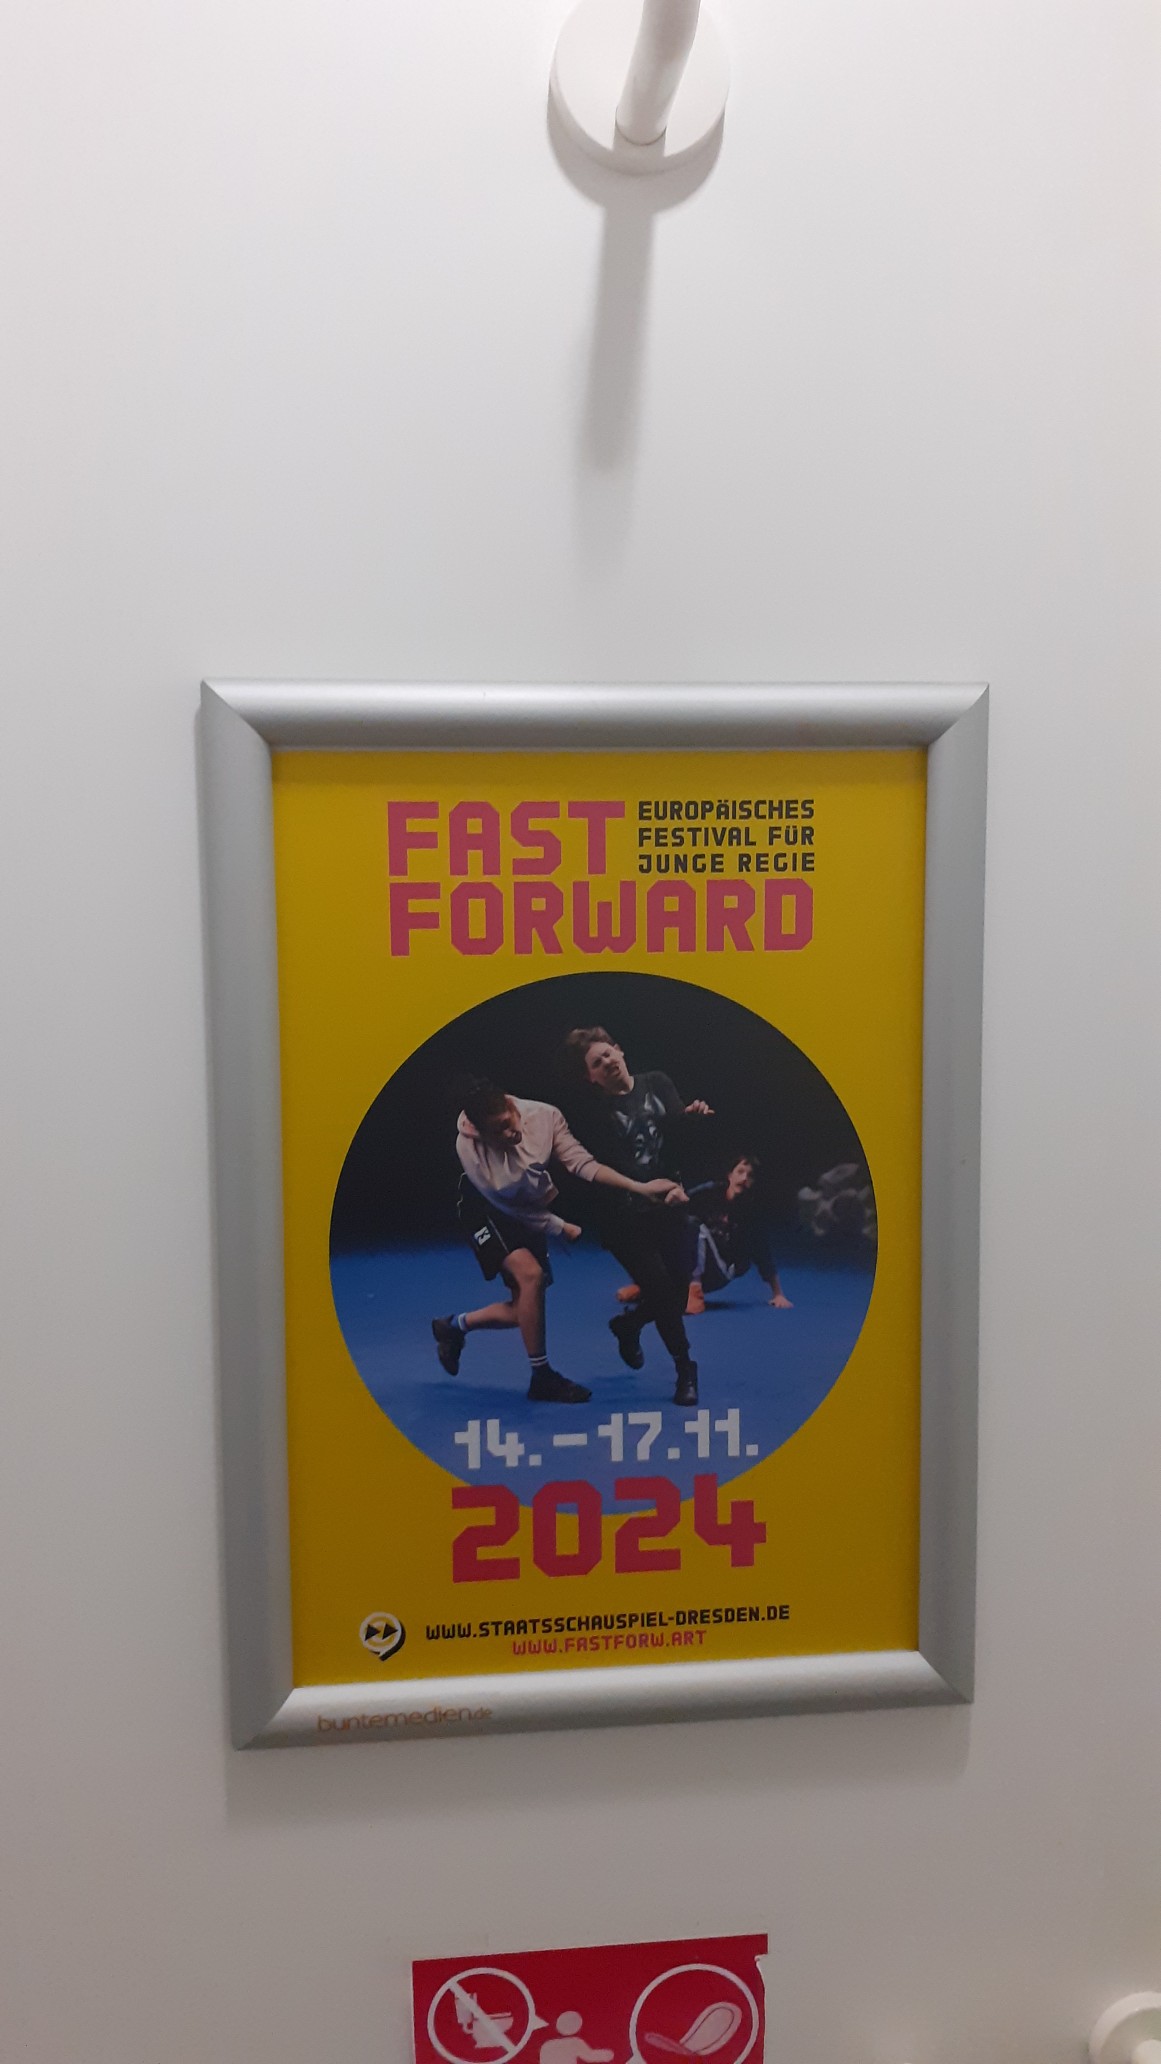 FAST
EUROPÄISCHES
FESTIVAL FÜR
JUNGE REGIE
FORWARD
14.-17.11.
2024
WWW.STAATSSCHAUSPIEL-DRESDEN.DE
WWW.FASTFORW.ART
buntemedien.de